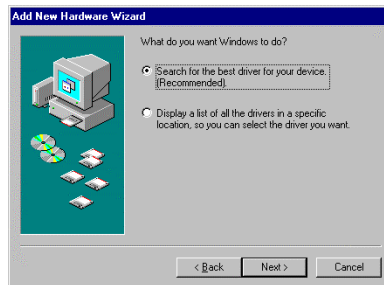 Add New Hardware Wizard
What do you want Windows to do?
Search for the best driver for your device.
(Recommended).
Display a list of all the drivers in a specific
location, so you can select the driver you want.
< Back
Next >
Cancel